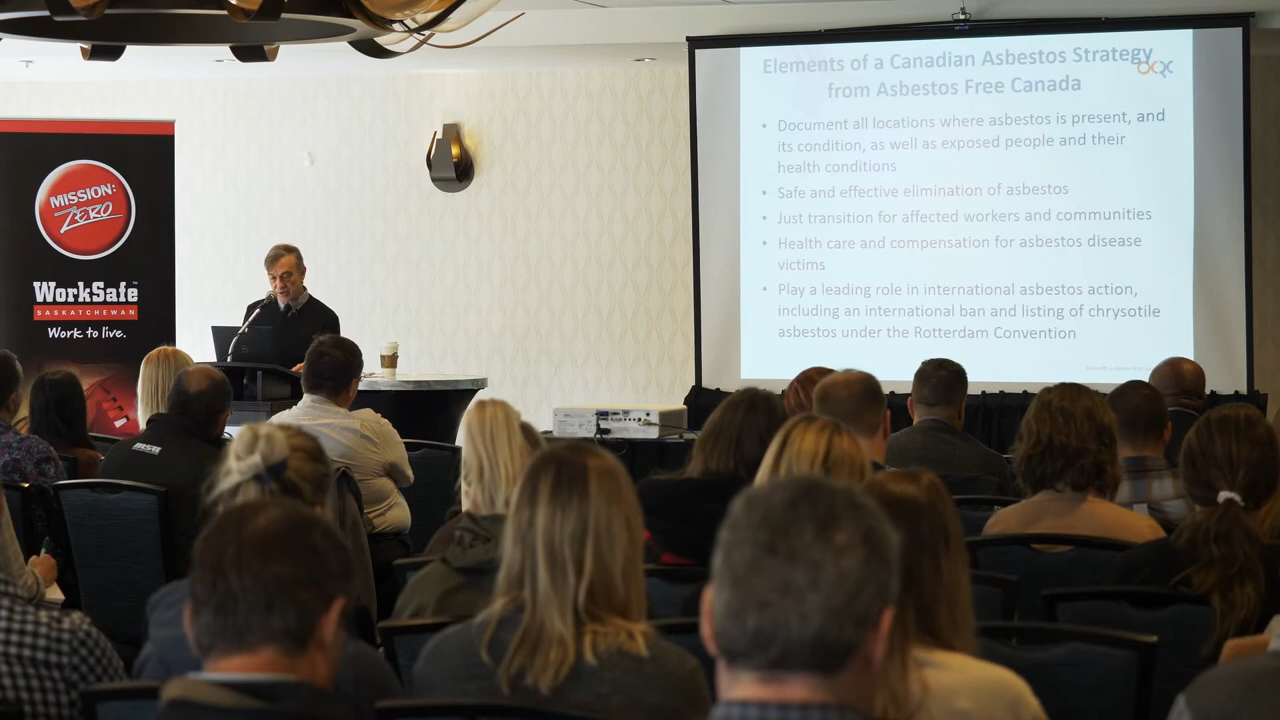 MISSION:
ZERO
WorkSafe
SASKATCHEWAN
Work to live.
Elements of a Canadian Asbestos Strategy
from Asbestos Free Canada
• Document all locations where asbestos is present, and
its condition, as well as exposed people and their
health conditions
• Safe and effective elimination of asbestos
• Just transition for affected workers and communities
• Health care and compensation for asbestos disease
victims
• Play a leading role in international asbestos action,
including an international ban and listing of chrysotile
asbestos under the Rotterdam Convention